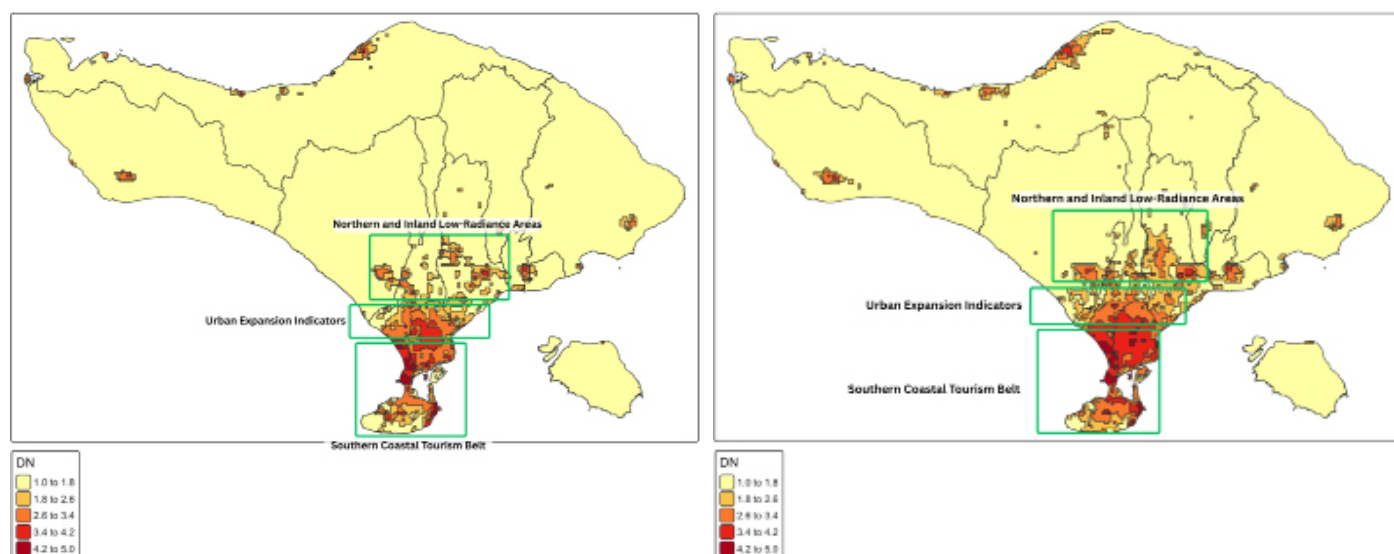 Northern and Inland Low-Radiance Areas
Urban Expansion Indicators
Southern Coastal Tourism Belt
DN
1.0 to 1.8
1.8 to 2.6
2.6 to 3.4
3.4 to 4.2
4.2 to 5.0
Northern and Inland Low-Radiance Areas
Urban Expansion Indicators
Southern Coastal Tourism Belt
DN
1.0 to 1.8
1.8 to 2.6
2.6 to 3.4
3.4 to 4.2
4.2 to 5.0